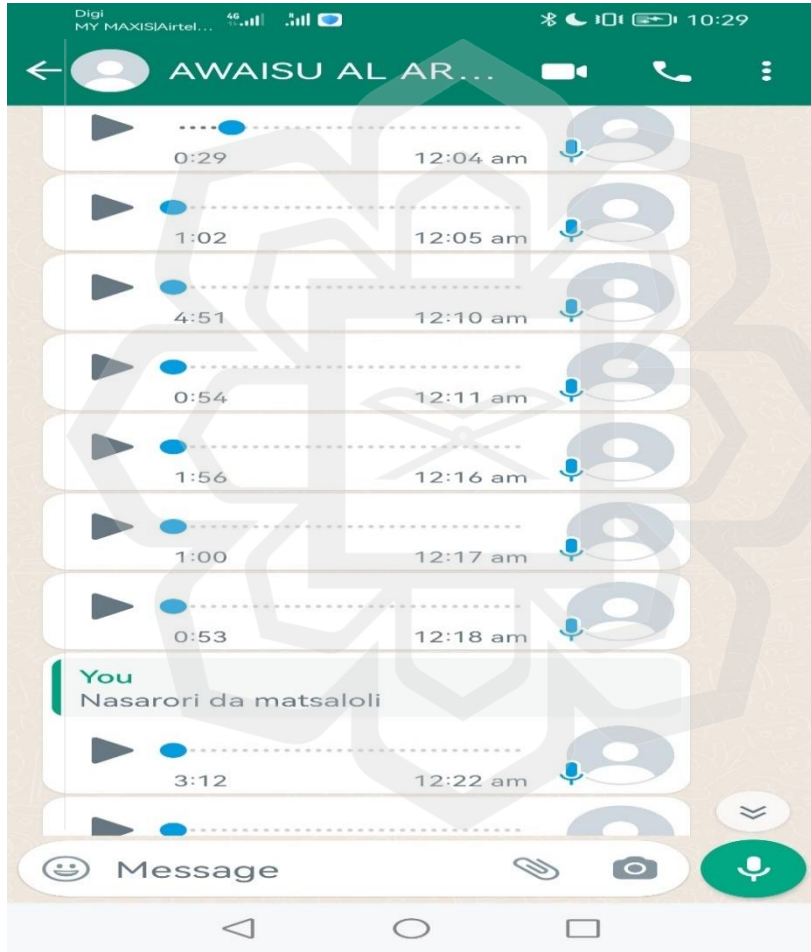 Digi
MY MAXIS|Airtel... 4G 10:29
AWAISU AL AR...
0:29 12:04 am
1:02 12:05 am
4:51 12:10 am
0:54 12:11 am
1:56 12:16 am
1:00 12:17 am
0:53 12:18 am
You
Nasarori da matsaloli
3:12 12:22 am
Message